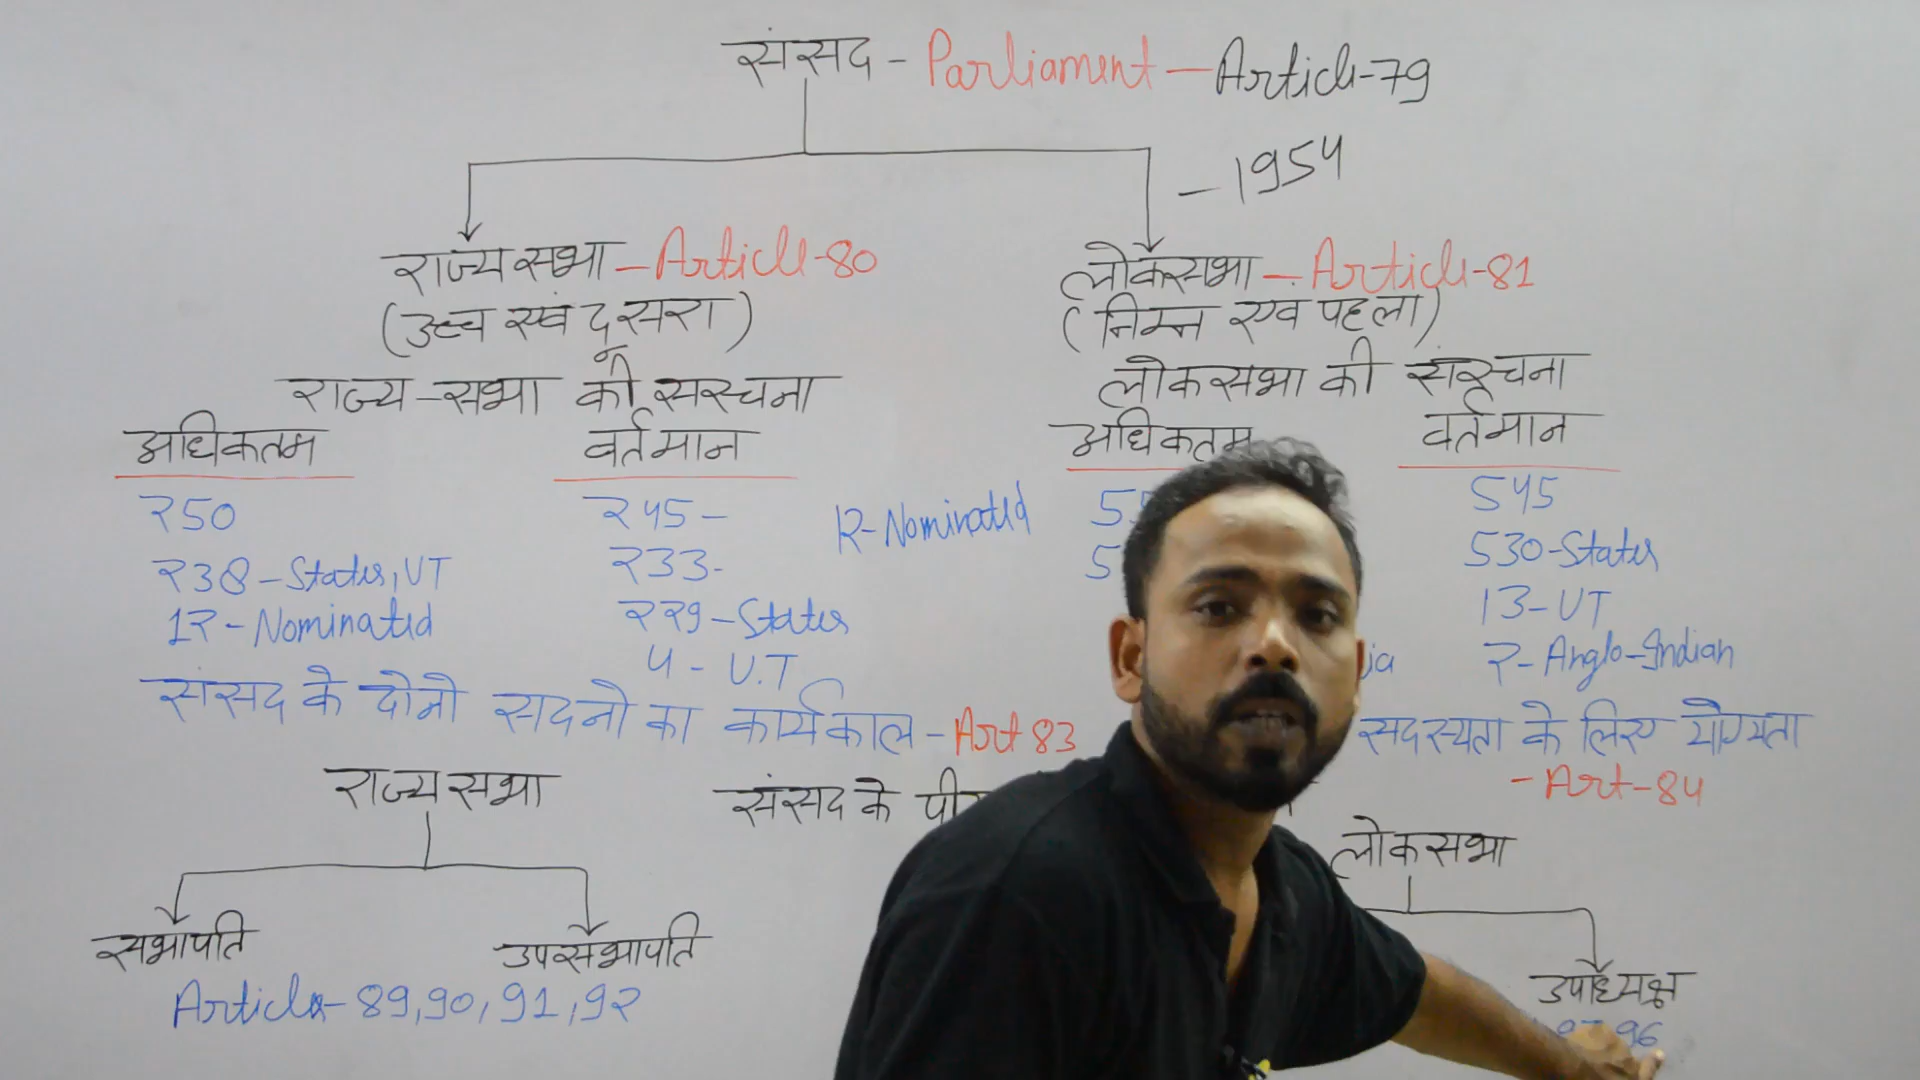 संसद - Parliament - Article-79
- 1954
राज्यसभा - Article-80
लोकसभा - Article-81
(उच्च एवं दूसरा)
(निम्न एवं पहला)
राज्य-सभा की संरचना
लोकसभा की संरचना
अधिकतम
वर्तमान
अधिकतम
वर्तमान
250
245 -
12-Nominated
545
238 - States, UT
233-
530-States
12 - Nominated
229 - States
13-UT
4 - U.T
2- Anglo-Indian
संसद के दोनो सदनो का कार्यकाल - Art 83
सदस्यता के लिए योग्यता
- Art-84
राज्यसभा
संसद के
लोकसभा
सभापति
उपसभापति
उपाध्यक्ष
Article - 89,90,91,92
96